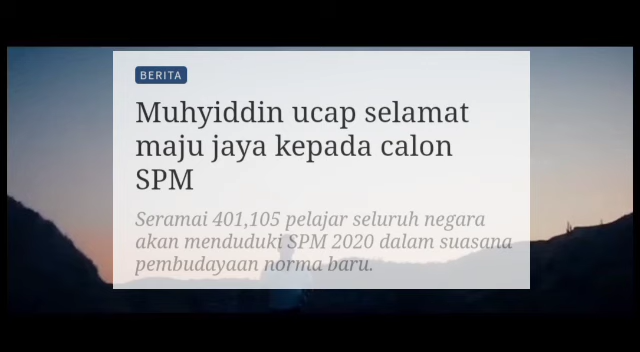 BERITA
Muhyiddin ucap selamat
maju jaya kepada calon
SPM
Seramai 401,105 pelajar seluruh negara
akan menduduki SPM 2020 dalam suasana
pembudayaan norma baru.